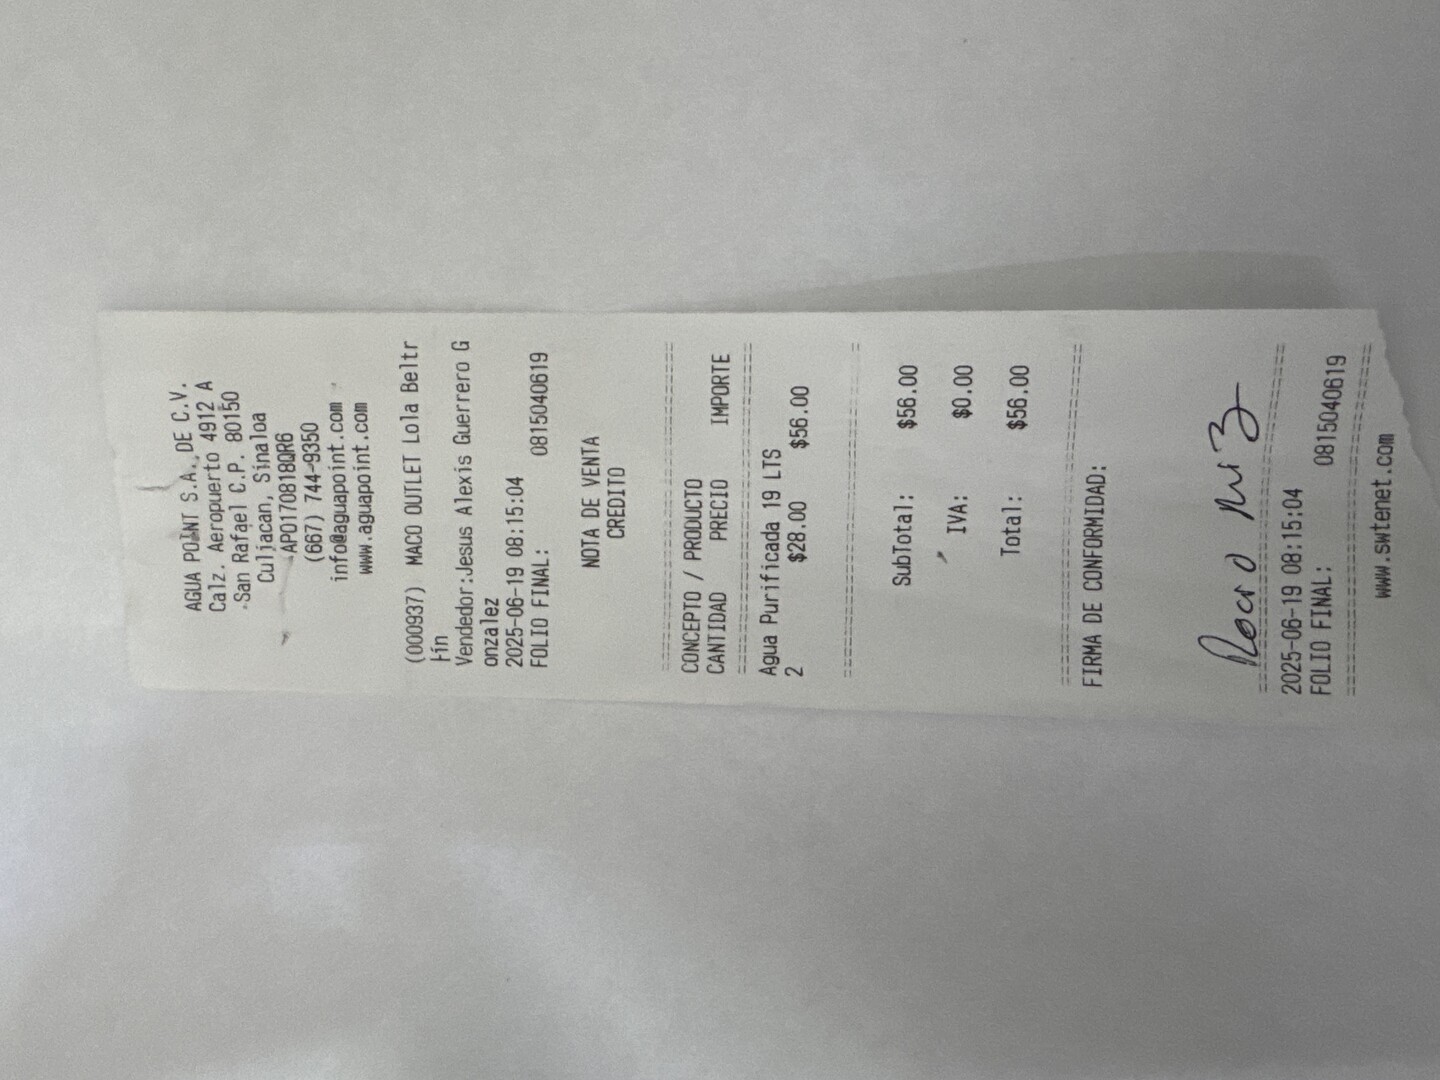 AGUA POINT S.A. DE C.V.
Calz. Aeropuerto 4912 A
San Rafael C.P. 80150
Culiacan, Sinaloa
APO170818QR6
(667) 744-9350
info@aguapoint.com
www.aguapoint.com
(000937) MACO OUTLET Lola Beltr
Fin
Vendedor:Jesus Alexis Guerrero G
onzalez
2025-06-19 08:15:04
FOLIO FINAL: 0815040619
NOTA DE VENTA
CREDITO
================================
CONCEPTO / PRODUCTO
CANTIDAD PRECIO IMPORTE
================================
Agua Purificada 19 LTS
2 $28.00 $56.00
================================
SubTotal: $56.00
IVA: $0.00
Total: $56.00
================================
FIRMA DE CONFORMIDAD:
Rocio Ruiz
================================
2025-06-19 08:15:04
FOLIO FINAL: 0815040619
================================
www.swtenet.com